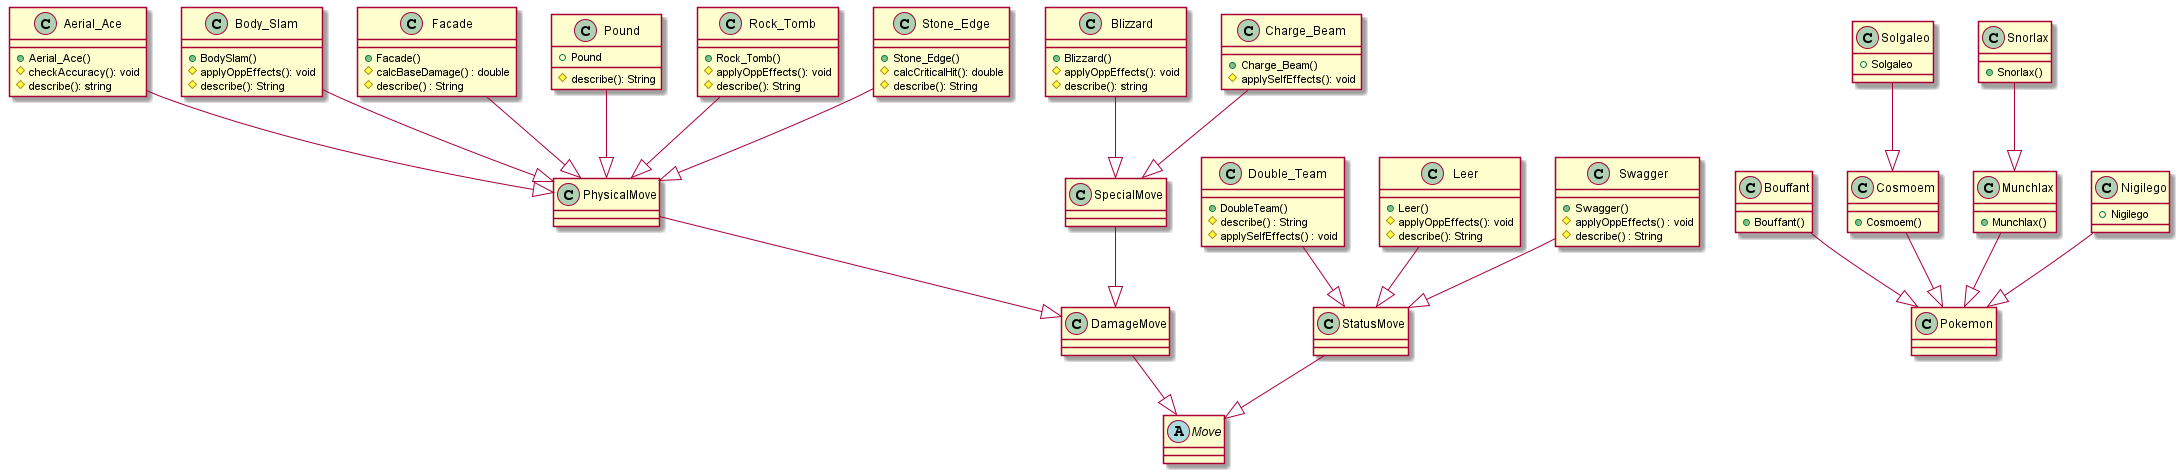 C Aerial_Ace
Aerial_Ace()
checkAccuracy(): void
describe(): string
C Body_Slam
BodySlam()
applyOppEffects(): void
describe(): String
C Facade
Facade()
calcBaseDamage() : double
describe() : String
C Pound
Pound
describe(): String
C Rock_Tomb
Rock_Tomb()
applyOppEffects(): void
describe(): String
C Stone_Edge
Stone_Edge()
calcCriticalHit(): double
describe(): String
C Blizzard
Blizzard()
applyOppEffects(): void
describe(): string
C Charge_Beam
Charge_Beam()
applySelfEffects(): void
C Solgaleo
Solgaleo
C Snorlax
Snorlax()
C PhysicalMove
C SpecialMove
C Double_Team
DoubleTeam()
describe() : String
applySelfEffects() : void
C Leer
Leer()
applyOppEffects(): void
describe(): String
C Swagger
Swagger()
applyOppEffects() : void
describe() : String
C Bouffant
Bouffant()
C Cosmoem
Cosmoem()
C Munchlax
Munchlax()
C Nigilego
Nigilego
C DamageMove
C StatusMove
C Pokemon
A Move